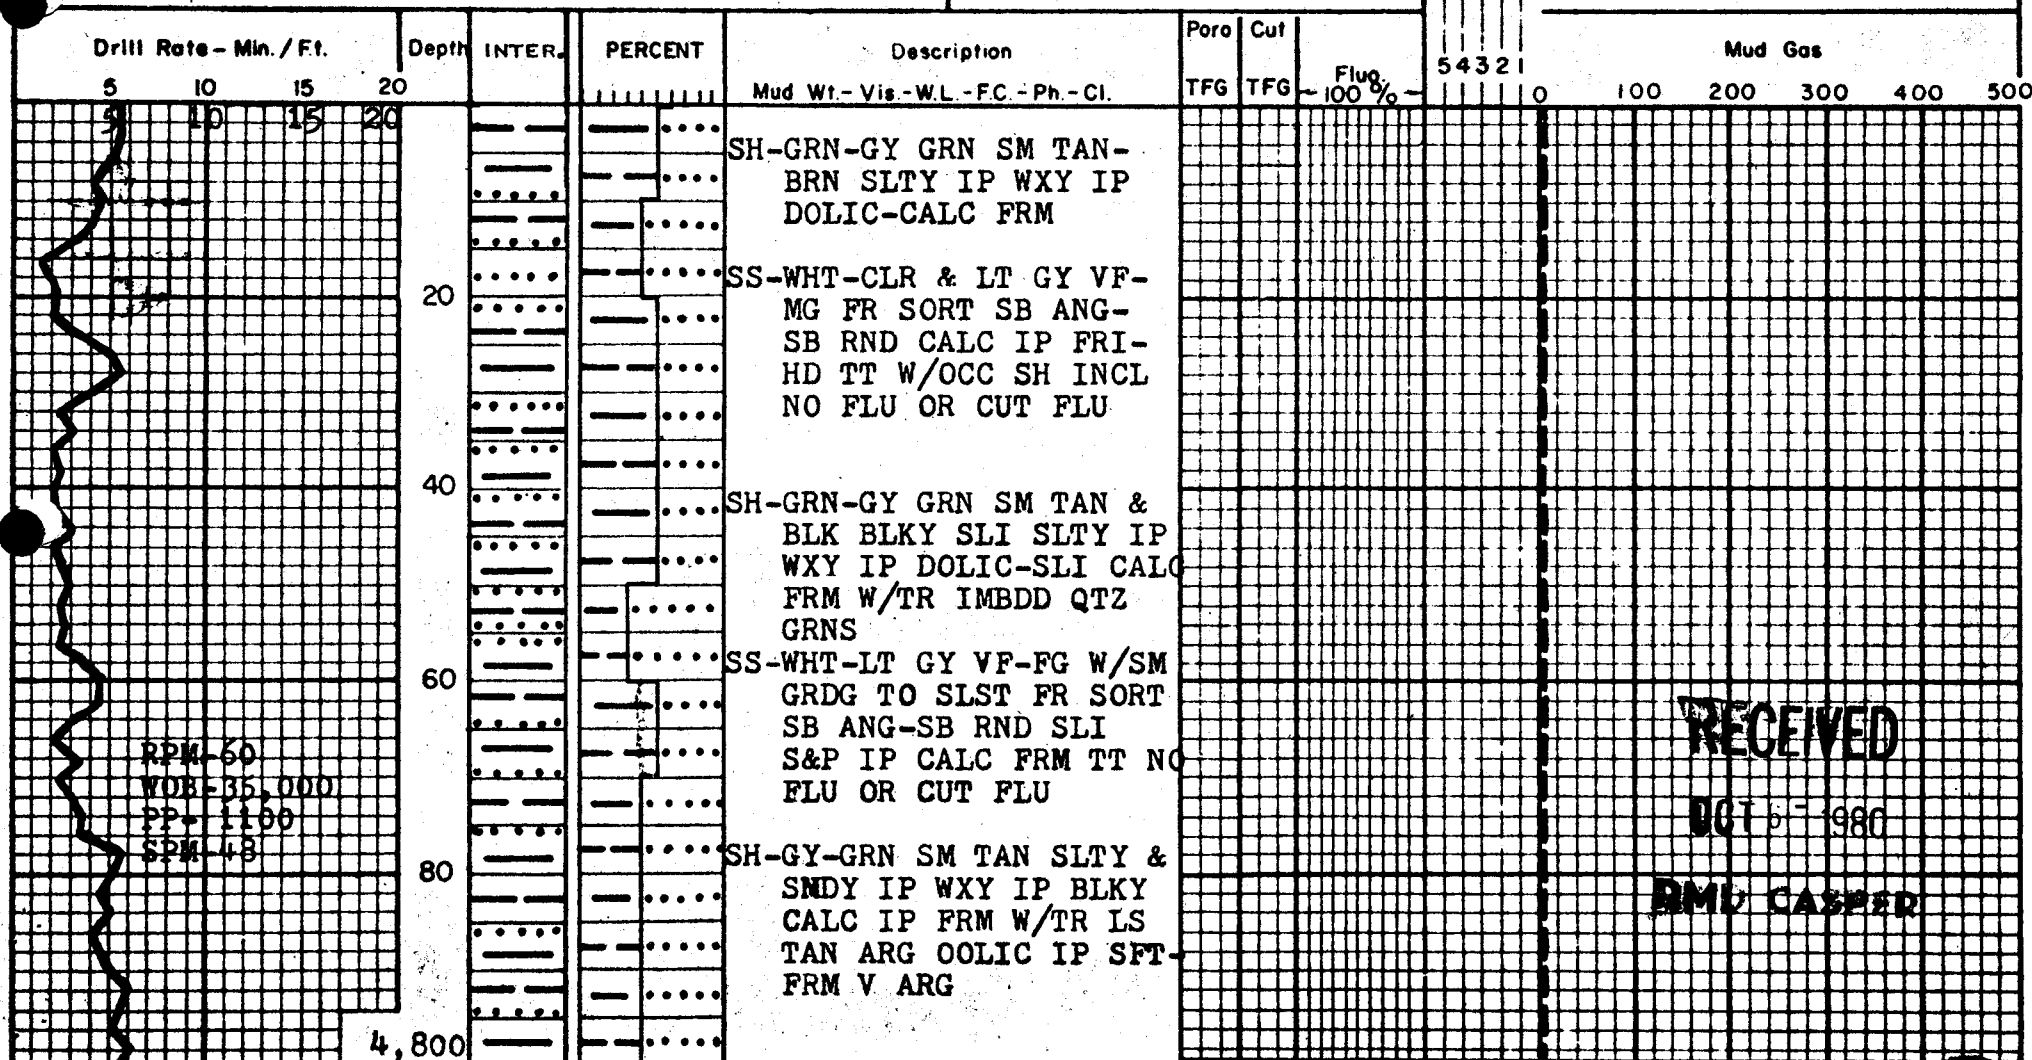 Drill Rate - Min./Ft.
5 10 15 20
Depth
INTER.
PERCENT
Description
Mud Wt.- Vis.-W.L.-F.C.-Ph.-Cl.
Poro
TFG
Cut
TFG
Fluo.
100 %
5 4 3 2 1
Mud Gas
0 100 200 300 400 500
5 10 15 20
SH-GRN-GY GRN SM TAN-
BRN SLTY IP WXY IP
DOLIC-CALC FRM
SS-WHT-CLR & LT GY VF-
MG FR SORT SB ANG-
SB RND CALC IP FRI-
HD TT W/OCC SH INCL
NO FLU OR CUT FLU
SH-GRN-GY GRN SM TAN &
BLK BLKY SLI SLTY IP
WXY IP DOLIC-SLI CALC
FRM W/TR IMBDD QTZ
GRNS
SS-WHT-LT GY VF-FG W/SM
GRDG TO SLST FR SORT
SB ANG-SB RND SLI
S&P IP CALC FRM TT NO
FLU OR CUT FLU
SH-GY-GRN SM TAN SLTY &
SNDY IP WXY IP BLKY
CALC IP FRM W/TR LS
TAN ARG OOLIC IP SFT-
FRM V ARG
20
40
60
80
4,800
RPM-60
WOB-35,000
PP- 1100
SPM-48
RECEIVED
OCT 1980
CASPER